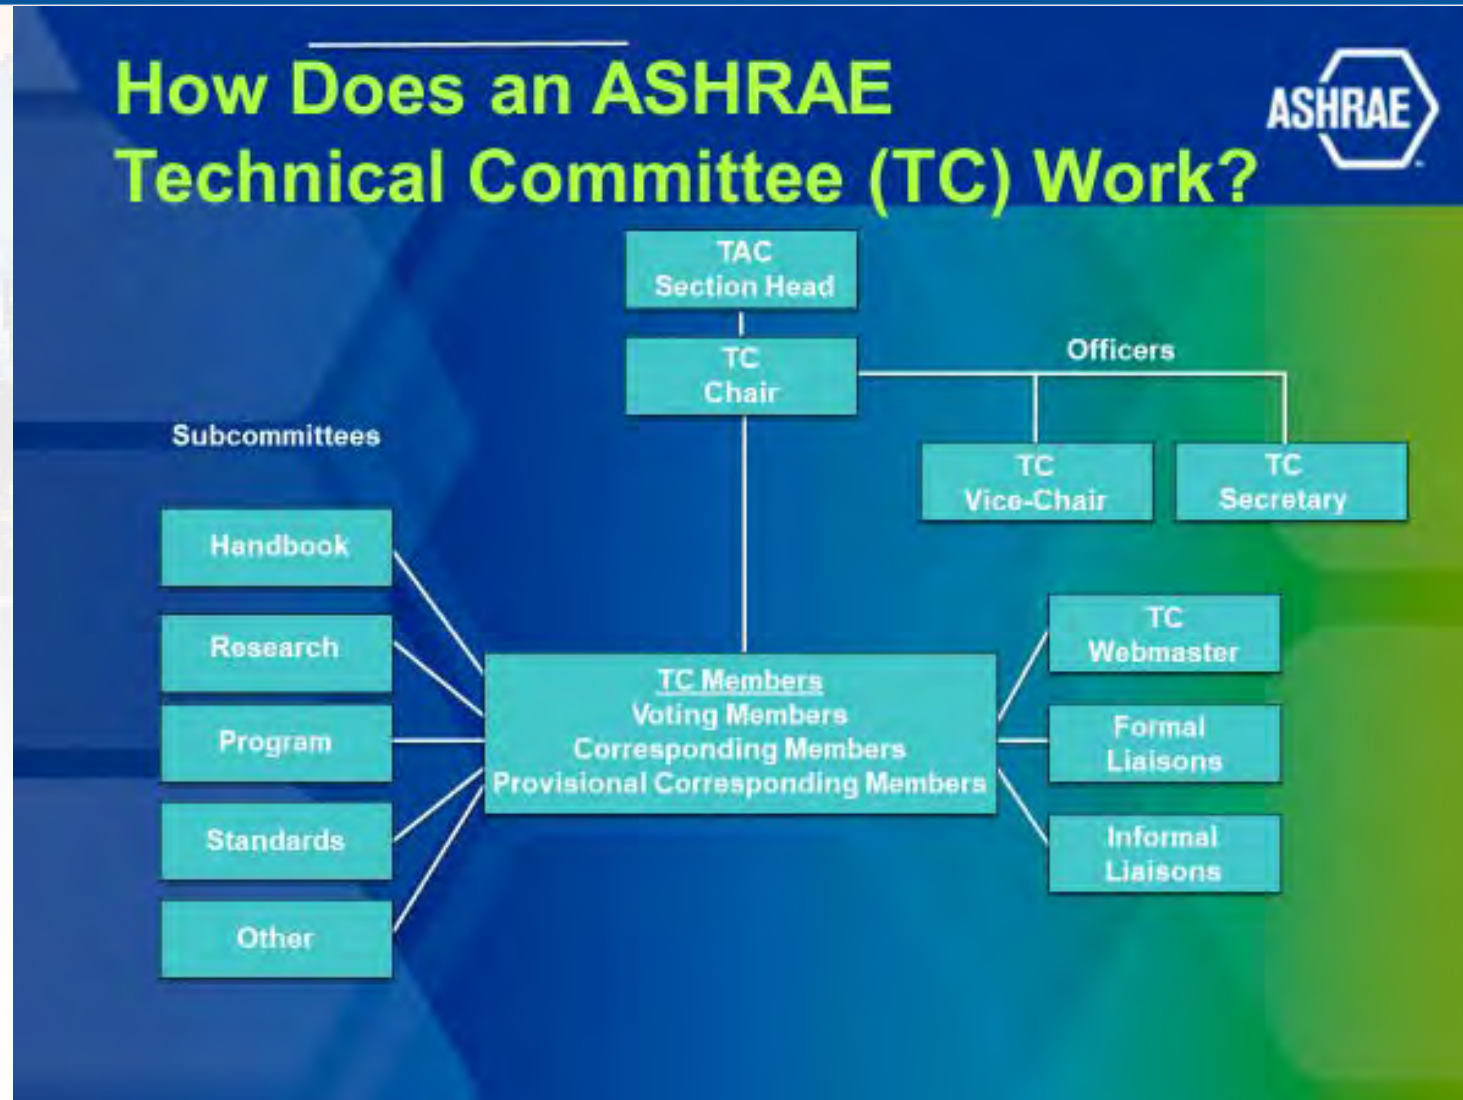 How Does an ASHRAE
Technical Committee (TC) Work?
ASHRAE
TAC
Section Head
TC
Chair
Officers
TC
Vice-Chair
TC
Secretary
Subcommittees
Handbook
Research
Program
Standards
Other
TC Members
Voting Members
Corresponding Members
Provisional Corresponding Members
TC
Webmaster
Formal
Liaisons
Informal
Liaisons